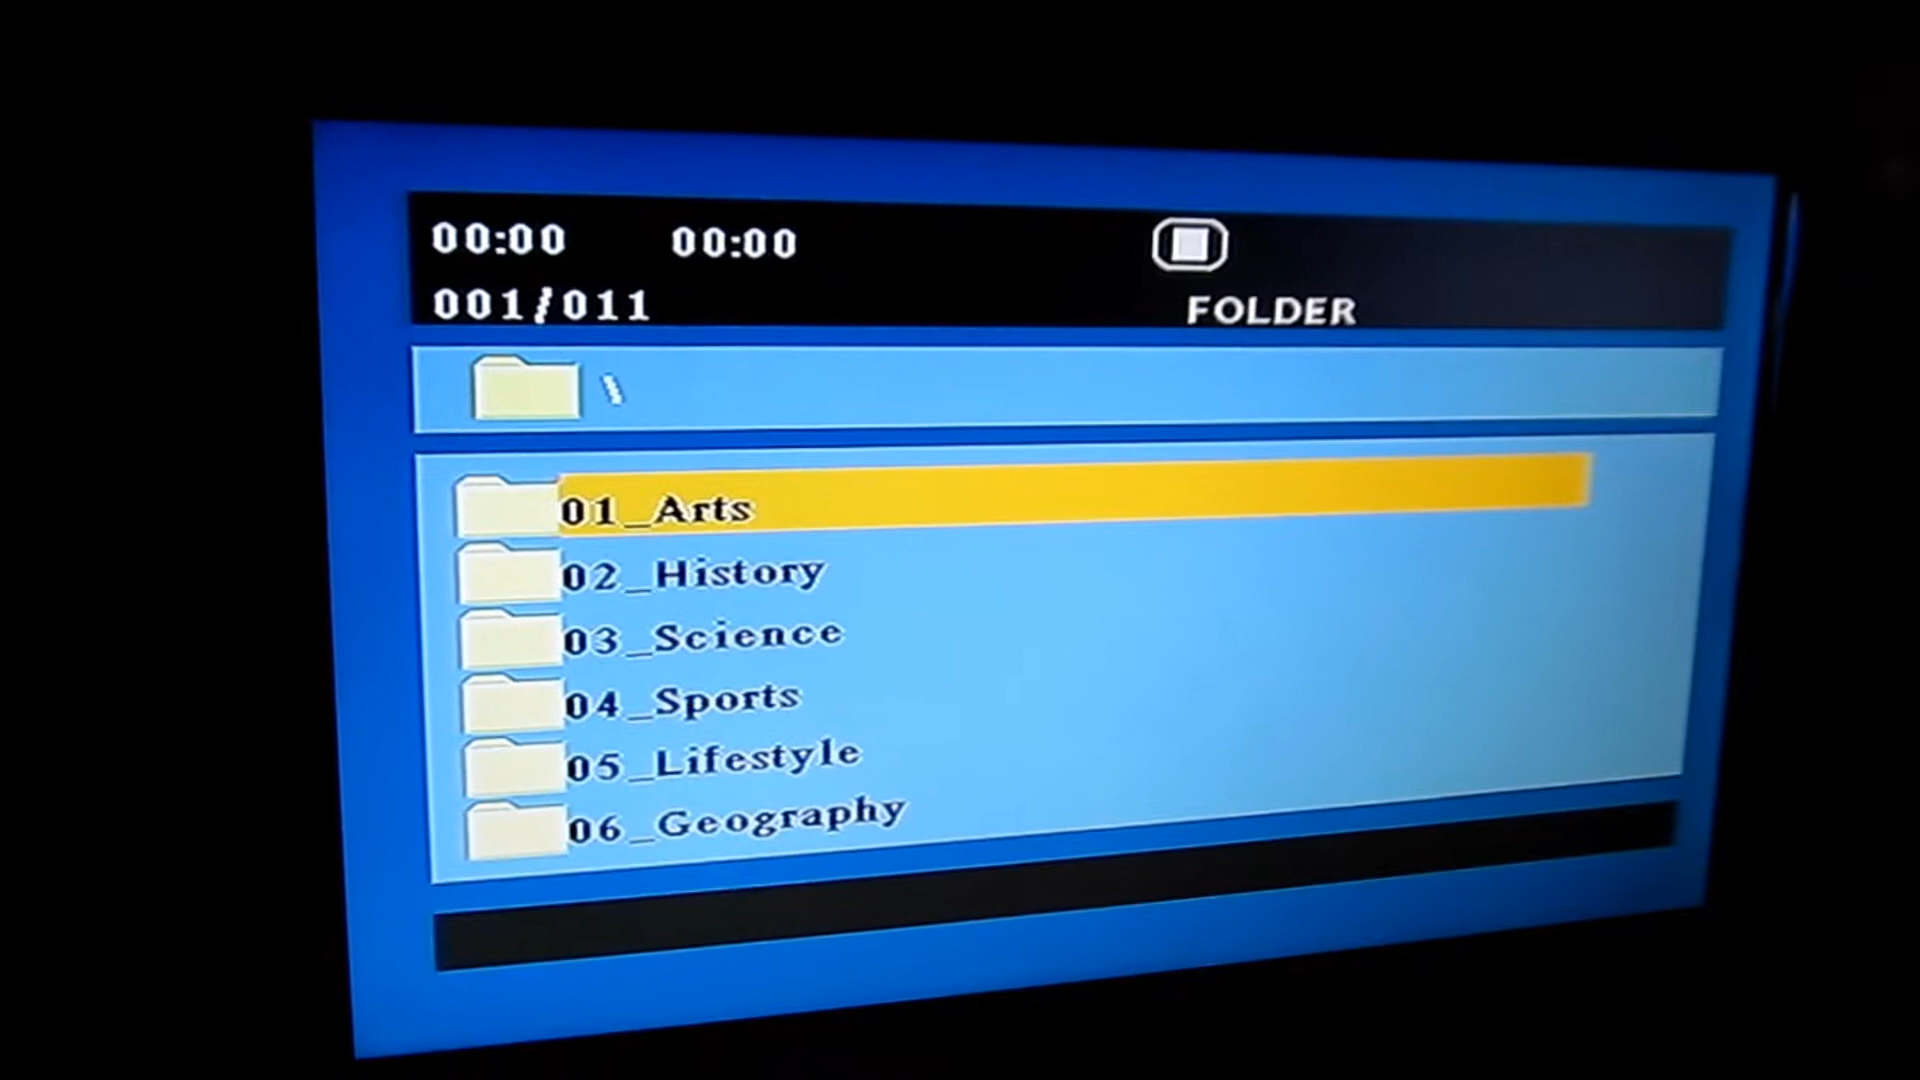 00:00 00:00
001/011 FOLDER
\
01_Arts
02_History
03_Science
04_Sports
05_Lifestyle
06_Geography